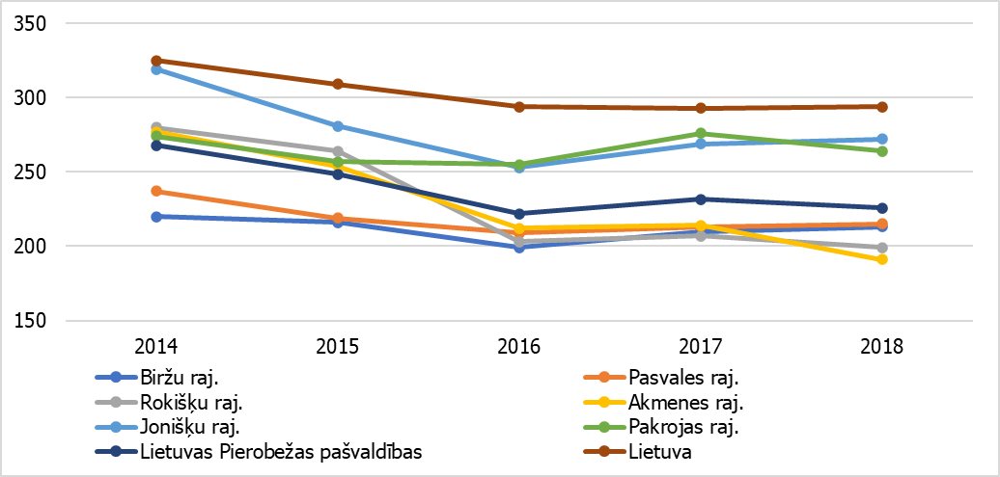 350
300
250
200
150
2014 2015 2016 2017 2018
Biržu raj. Pasvales raj.
Rokišķu raj. Akmenes raj.
Jonišķu raj. Pakrojas raj.
Lietuvas Pierobežas pašvaldības Lietuva